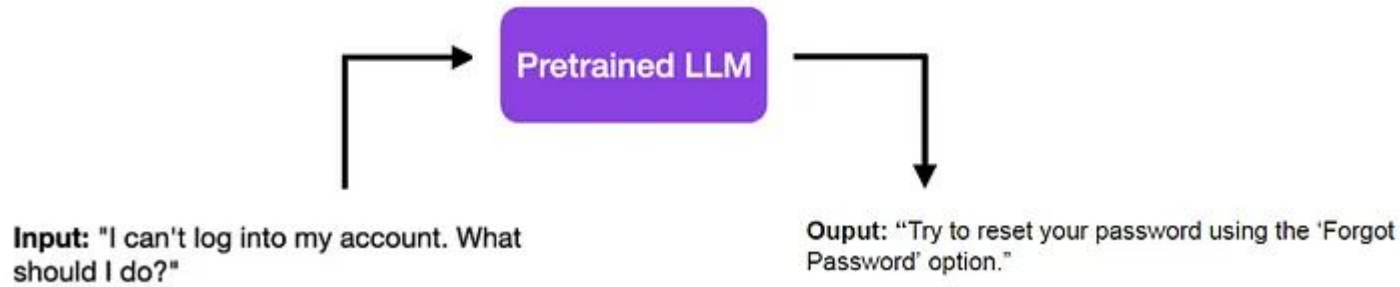 Pretrained LLM
Input: "I can't log into my account. What
should I do?"
Ouput: “Try to reset your password using the ‘Forgot
Password’ option.”